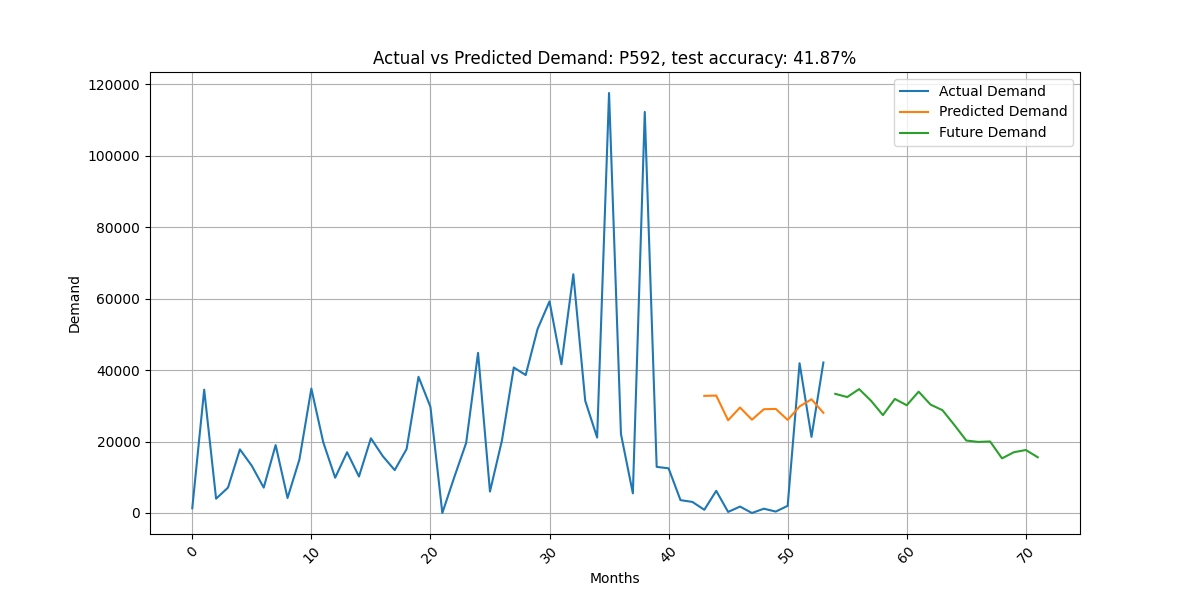 Actual vs Predicted Demand: P592, test accuracy: 41.87%
Actual Demand
Predicted Demand
Future Demand
120000
100000
80000
60000
40000
20000
0
Demand
0
10
20
30
40
50
60
70
Months